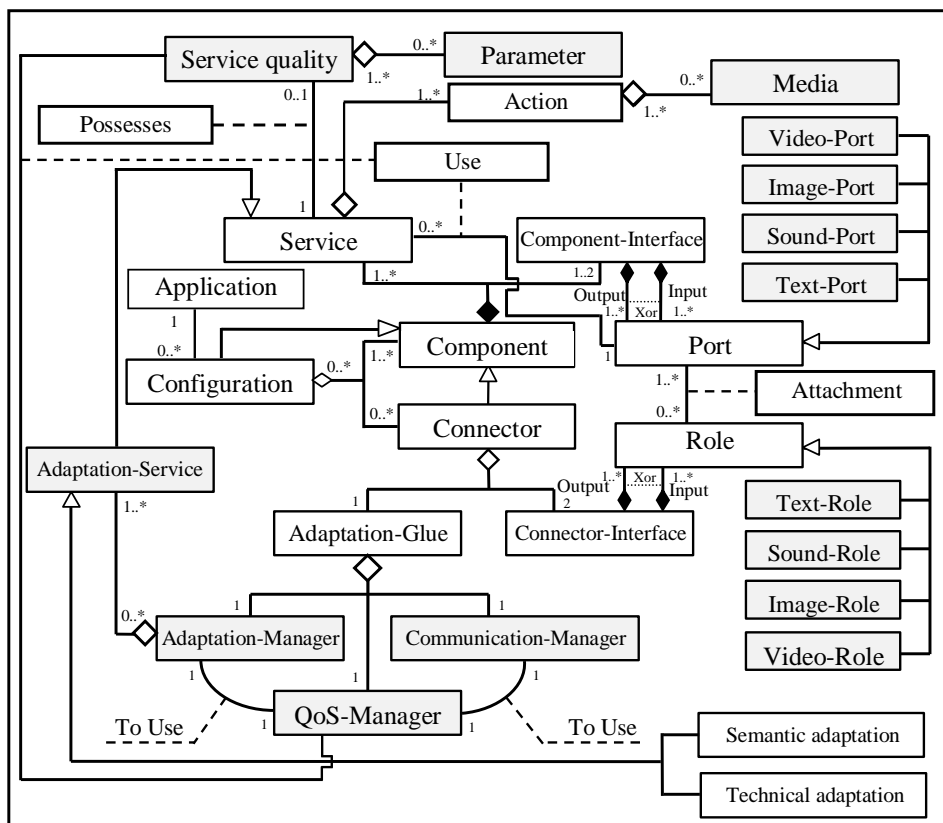 Service quality
0..*
Parameter
1..*
0..1
1..*
Action
0..*
Media
1..*
Possesses
Use
Video-Port
Image-Port
Sound-Port
Text-Port
1
Service
0..*
Component-Interface
1..*
1..2
Output
Input
1..*
Xor
1..*
Application
1
0..*
Configuration
0..*
1..*
0..*
Component
1
Port
1..*
Attachment
0..*
Connector
Role
Adaptation-Service
1..*
1..*
Xor
1..*
Output
Input
1
2
Adaptation-Glue
Connector-Interface
Text-Role
Sound-Role
Image-Role
Video-Role
0..*
1
1
Adaptation-Manager
Communication-Manager
1
1
1
QoS-Manager
1
1
To Use
To Use
Semantic adaptation
Technical adaptation